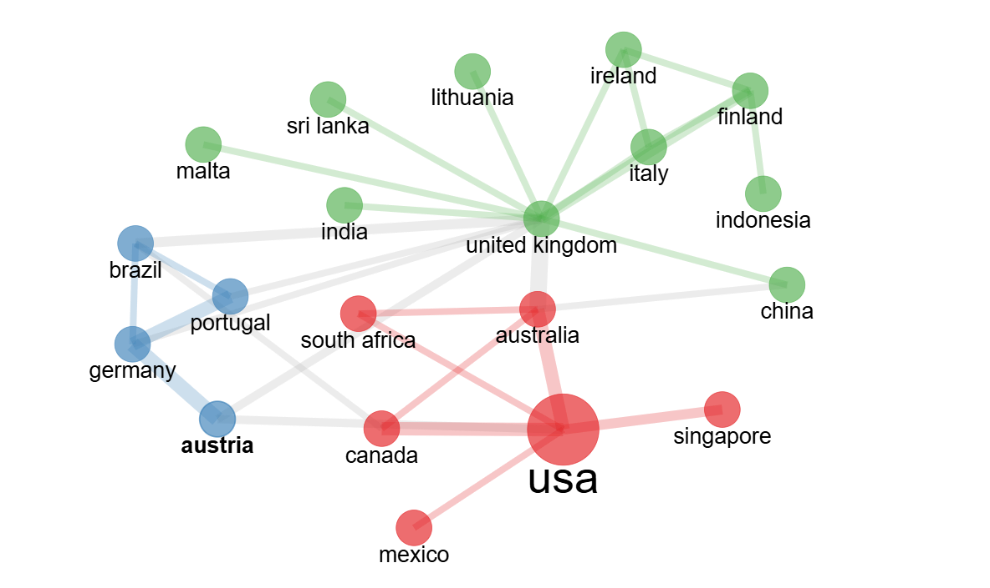 ireland
lithuania
finland
sri lanka
malta
italy
indonesia
india
united kingdom
brazil
china
portugal
south africa
australia
germany
austria
canada
singapore
usa
mexico